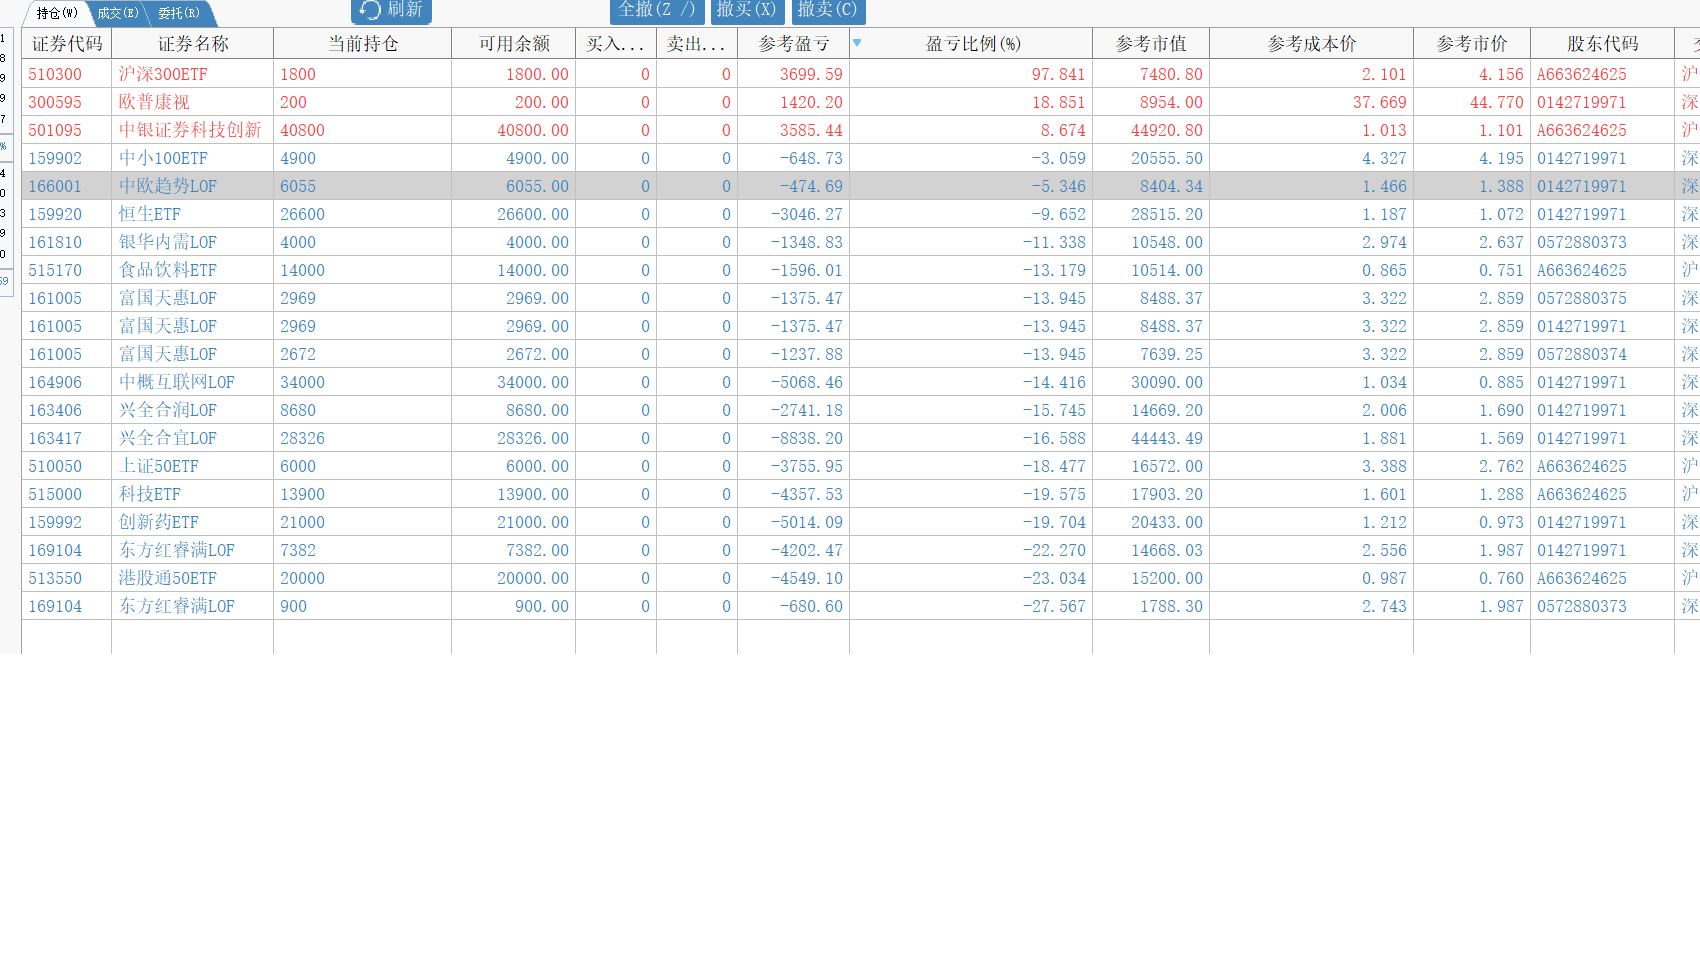 持仓(W) 成交(E) 委托(R) 刷新 全撤(Z /) 撤买(X) 撤卖(C)
证券代码 证券名称 当前持仓 可用余额 买入... 卖出... 参考盈亏 盈亏比例(%) 参考市值 参考成本价 参考市价 股东代码
510300 沪深300ETF 1800 1800.00 0 0 3699.59 97.841 7480.80 2.101 4.156 A663624625 沪
300595 欧普康视 200 200.00 0 0 1420.20 18.851 8954.00 37.669 44.770 0142719971 深
501095 中银证券科技创新 40800 40800.00 0 0 3585.44 8.674 44920.80 1.013 1.101 A663624625 沪
159902 中小100ETF 4900 4900.00 0 0 -648.73 -3.059 20555.50 4.327 4.195 0142719971 深
166001 中欧趋势LOF 6055 6055.00 0 0 -474.69 -5.346 8404.34 1.466 1.388 0142719971 深
159920 恒生ETF 26600 26600.00 0 0 -3046.27 -9.652 28515.20 1.187 1.072 0142719971 深
161810 银华内需LOF 4000 4000.00 0 0 -1348.83 -11.338 10548.00 2.974 2.637 0572880373 深
515170 食品饮料ETF 14000 14000.00 0 0 -1596.01 -13.179 10514.00 0.865 0.751 A663624625 沪
161005 富国天惠LOF 2969 2969.00 0 0 -1375.47 -13.945 8488.37 3.322 2.859 0572880375 深
161005 富国天惠LOF 2969 2969.00 0 0 -1375.47 -13.945 8488.37 3.322 2.859 0142719971 深
161005 富国天惠LOF 2672 2672.00 0 0 -1237.88 -13.945 7639.25 3.322 2.859 0572880374 深
164906 中概互联网LOF 34000 34000.00 0 0 -5068.46 -14.416 30090.00 1.034 0.885 0142719971 深
163406 兴全合润LOF 8680 8680.00 0 0 -2741.18 -15.745 14669.20 2.006 1.690 0142719971 深
163417 兴全合宜LOF 28326 28326.00 0 0 -8838.20 -16.588 44443.49 1.881 1.569 0142719971 深
510050 上证50ETF 6000 6000.00 0 0 -3755.95 -18.477 16572.00 3.388 2.762 A663624625 沪
515000 科技ETF 13900 13900.00 0 0 -4357.53 -19.575 17903.20 1.601 1.288 A663624625 沪
159992 创新药ETF 21000 21000.00 0 0 -5014.09 -19.704 20433.00 1.212 0.973 0142719971 深
169104 东方红睿满LOF 7382 7382.00 0 0 -4202.47 -22.270 14668.03 2.556 1.987 0142719971 深
513550 港股通50ETF 20000 20000.00 0 0 -4549.10 -23.034 15200.00 0.987 0.760 A663624625 沪
169104 东方红睿满LOF 900 900.00 0 0 -680.60 -27.567 1788.30 2.743 1.987 0572880373 深